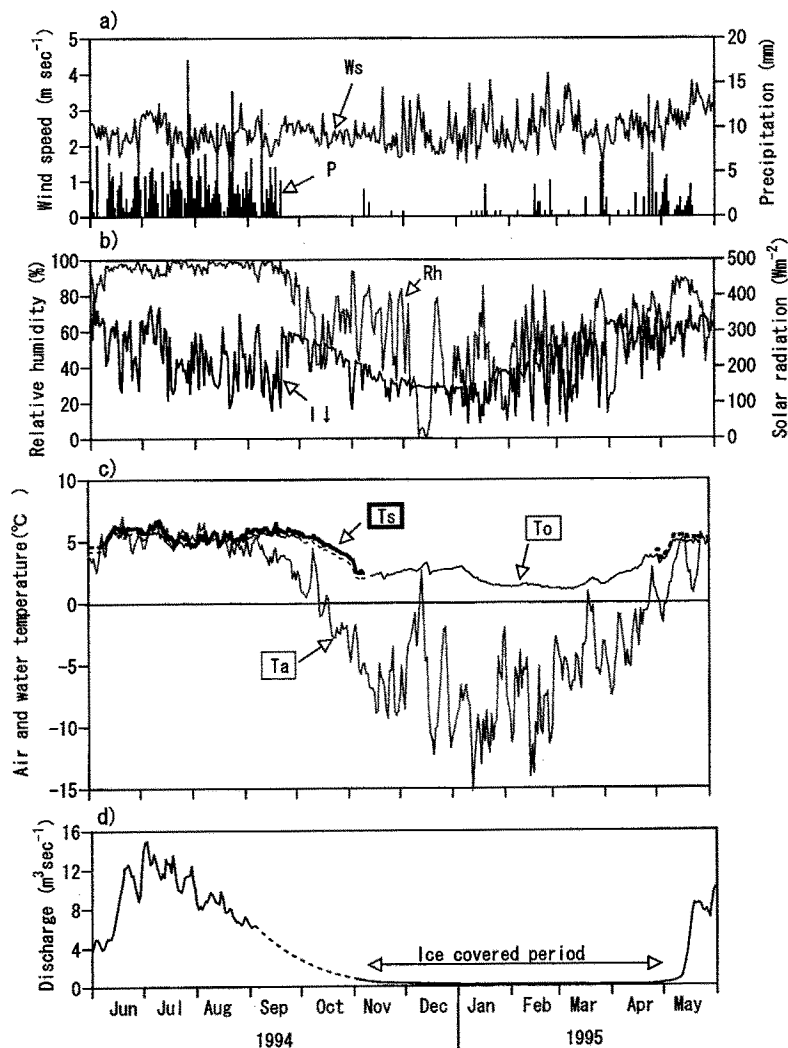 a)
Wind speed (m sec⁻¹)
5
4
3
2
1
0
Ws
P
20
15
10
5
0
Precipitation (mm)
b)
Relative humidity (%)
100
80
60
40
20
0
Rh
I↓
500
400
300
200
100
0
Solar radiation (Wm⁻²)
c)
Air and water temperature(℃ )
10
5
0
−5
−10
−15
Ts
To
Ta
d)
Discharge (m³sec⁻¹)
16
12
8
4
0
Ice covered period
Jun Jul Aug Sep Oct Nov Dec Jan Feb Mar Apr May
1994 1995